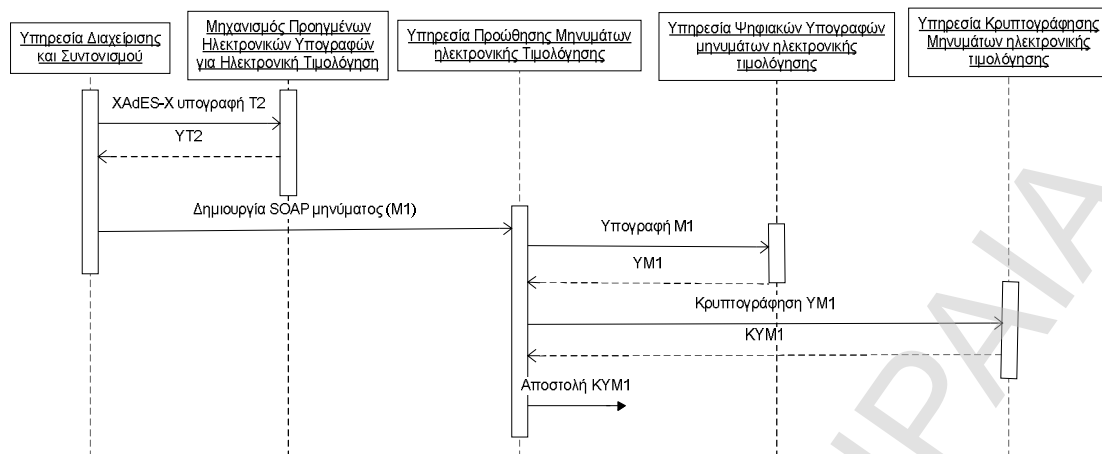 Υπηρεσία Διαχείρισης
και Συντονισμού
Μηχανισμός Προηγμένων
Ηλεκτρονικών Υπογραφών
για Ηλεκτρονική Τιμολόγηση
Υπηρεσία Προώθησης Μηνυμάτων
ηλεκτρονικής Τιμολόγησης
Υπηρεσία Ψηφιακών Υπογραφών
μηνυμάτων ηλεκτρονικής
τιμολόγησης
Υπηρεσία Κρυπτογράφησης
Μηνυμάτων ηλεκτρονικής
τιμολόγησης
XAdES-X υπογραφή Τ2
ΥΤ2
Δημιουργία SOAP μηνύματος (Μ1)
Υπογραφή Μ1
ΥΜ1
Κρυπτογράφηση ΥΜ1
ΚΥΜ1
Αποστολή ΚΥΜ1